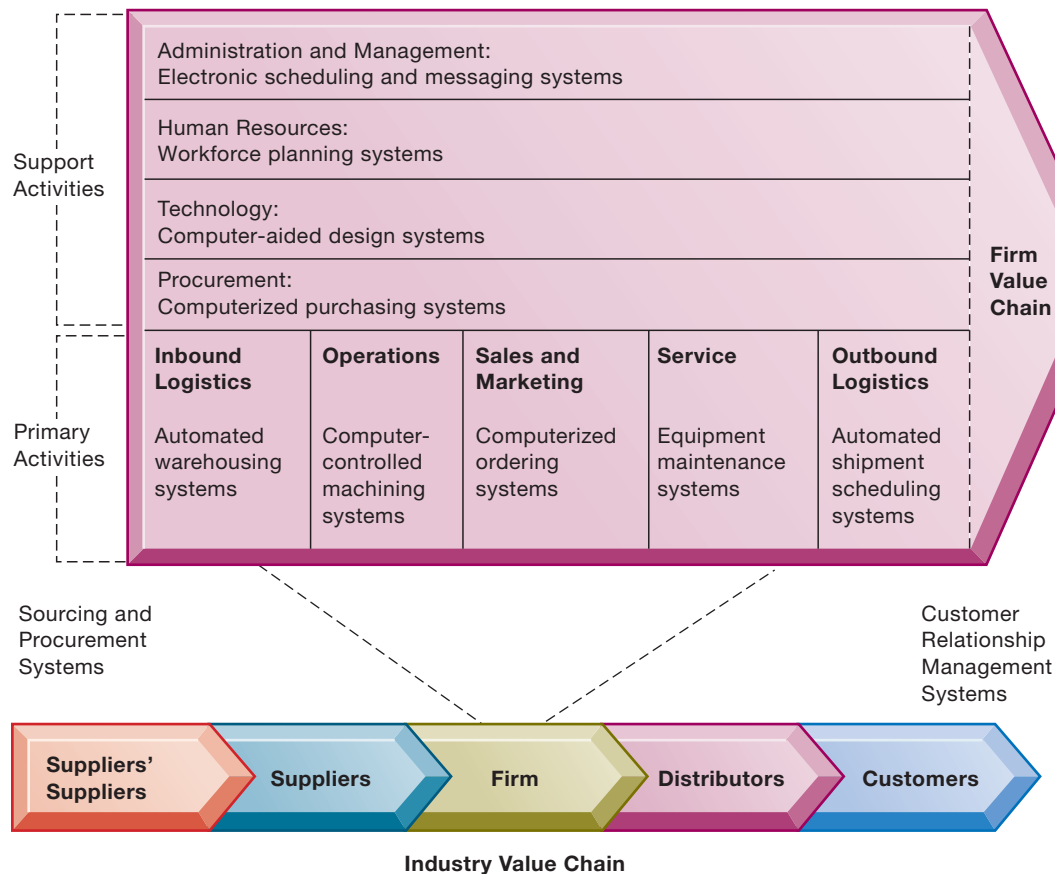 Administration and Management:
Electronic scheduling and messaging systems
Human Resources:
Workforce planning systems
Support
Activities
Technology:
Computer-aided design systems
Firm
Value
Chain
Procurement:
Computerized purchasing systems
Primary
Activities
Inbound
Logistics
Automated
warehousing
systems
Operations
Computer-
controlled
machining
systems
Sales and
Marketing
Computerized
ordering
systems
Service
Equipment
maintenance
systems
Outbound
Logistics
Automated
shipment
scheduling
systems
Sourcing and
Procurement
Systems
Customer
Relationship
Management
Systems
Suppliers'
Suppliers
Suppliers
Firm
Distributors
Customers
Industry Value Chain